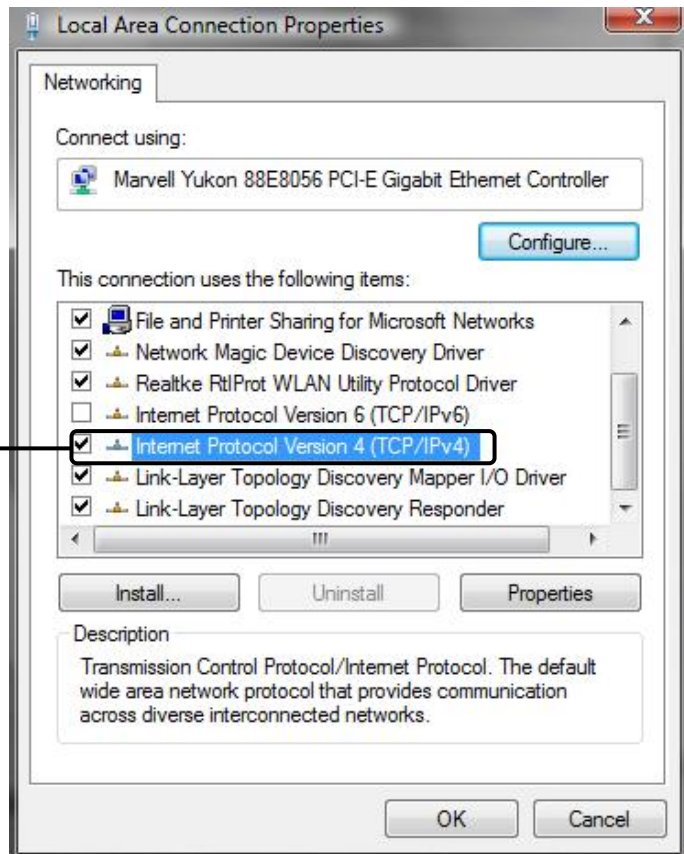 Local Area Connection Properties
Networking
Connect using:
Marvell Yukon 88E8056 PCI-E Gigabit Ethernet Controller
Configure...
This connection uses the following items:
File and Printer Sharing for Microsoft Networks
Network Magic Device Discovery Driver
Realtke RtlProt WLAN Utility Protocol Driver
Internet Protocol Version 6 (TCP/IPv6)
Internet Protocol Version 4 (TCP/IPv4)
Link-Layer Topology Discovery Mapper I/O Driver
Link-Layer Topology Discovery Responder
Install... Uninstall Properties
Description
Transmission Control Protocol/Internet Protocol. The default
wide area network protocol that provides communication
across diverse interconnected networks.
OK Cancel